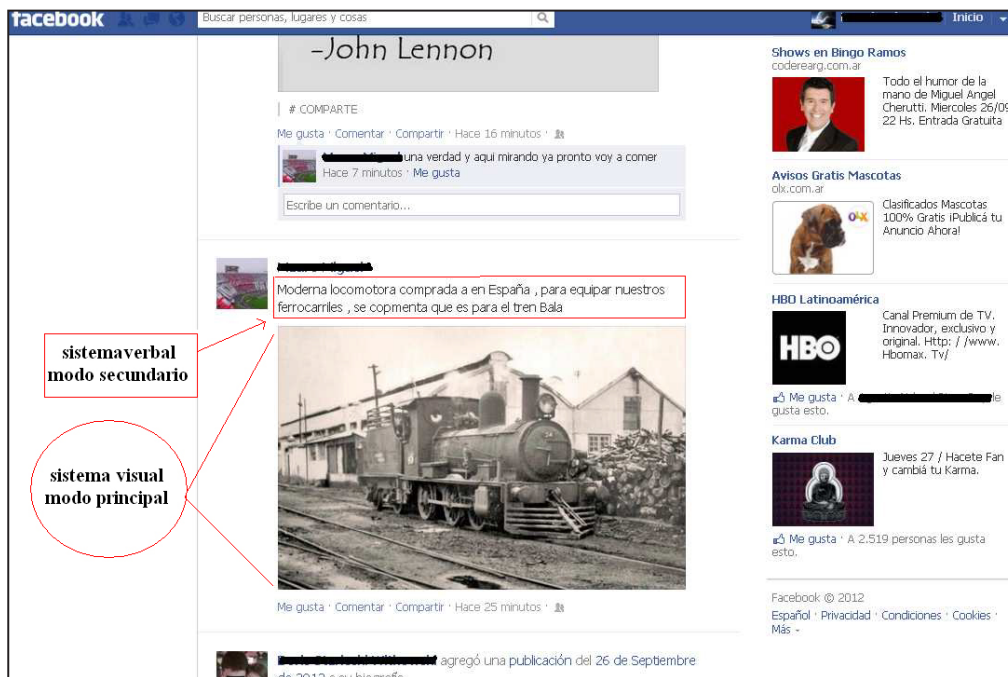 facebook
Buscar personas, lugares y cosas
Inicio
-John Lennon
# COMPARTE
Me gusta · Comentar · Compartir · Hace 16 minutos ·
una verdad y aqui mirando ya pronto voy a comer
Hace 7 minutos · Me gusta
Escribe un comentario...
Moderna locomotora comprada a en España , para equipar nuestros
ferrocarriles , se copmenta que es para el tren Bala
sistemaverbal
modo secundario
sistema visual
modo principal
Me gusta · Comentar · Compartir · Hace 25 minutos ·
agregó una publicación del 26 de Septiembre
de 2012 a su biografía
Shows en Bingo Ramos
coderearg.com.ar
Todo el humor de la
mano de Miguel Angel
Cherutti. Miercoles 26/09
22 Hs. Entrada Gratuita
Avisos Gratis Mascotas
olx.com.ar
OLX
Clasificados Mascotas
100% Gratis ¡Publicá tu
Anuncio Ahora!
HBO Latinoamérica
HBO
Canal Premium de TV.
Innovador, exclusivo y
original. Http: / /www.
Hbomax. Tv/
Me gusta · A le
gusta esto.
Karma Club
Jueves 27 / Hacete Fan
y cambiá tu Karma.
Me gusta · A 2.519 personas les gusta
esto.
Facebook © 2012
Español · Privacidad · Condiciones · Cookies ·
Más